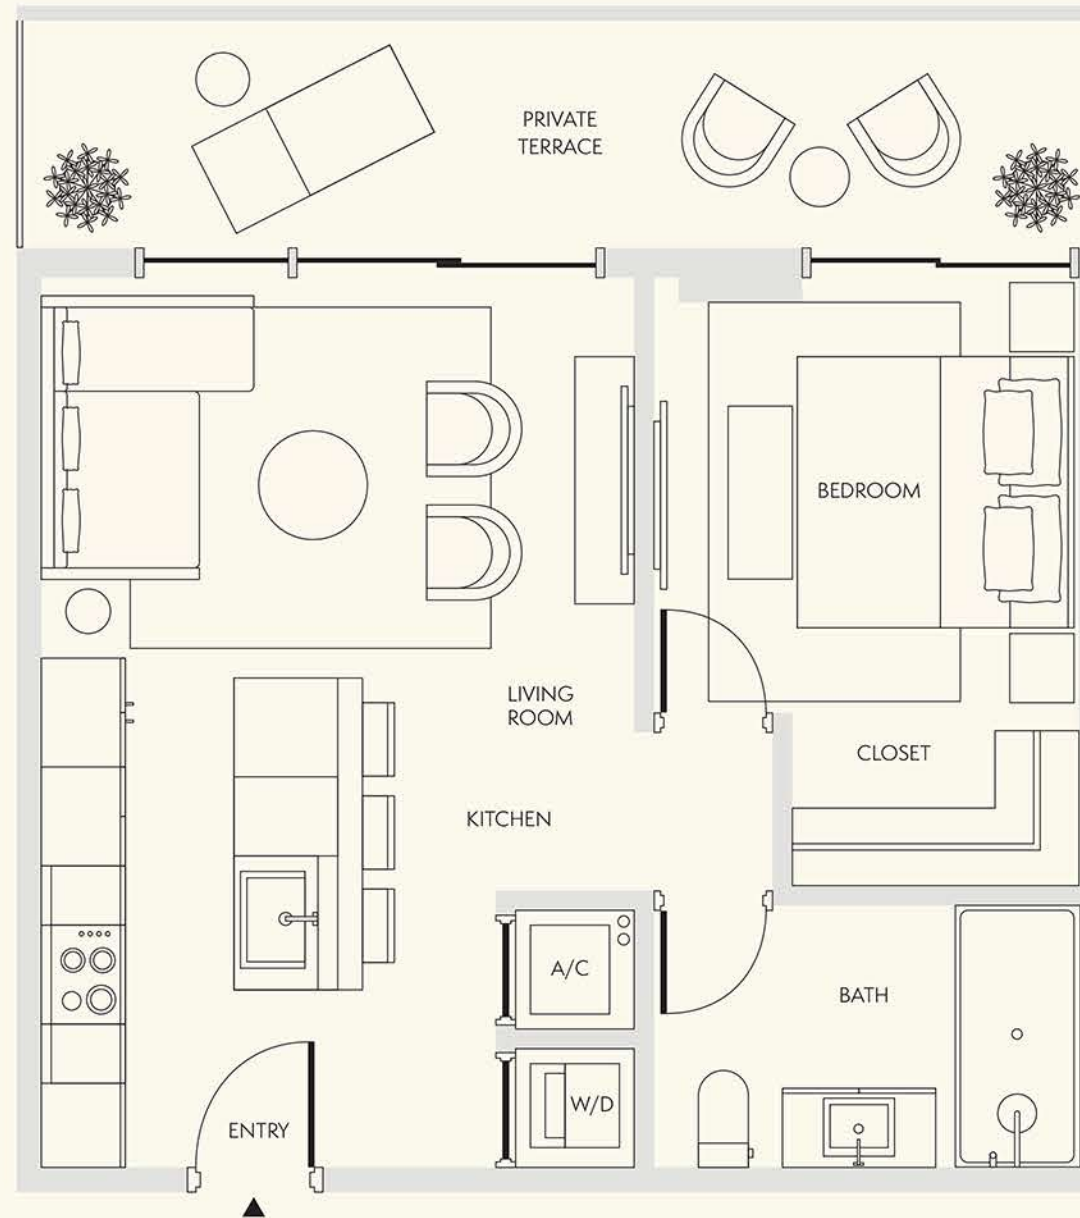 PRIVATE
TERRACE
BEDROOM
LIVING
ROOM
CLOSET
KITCHEN
A/C
BATH
W/D
ENTRY